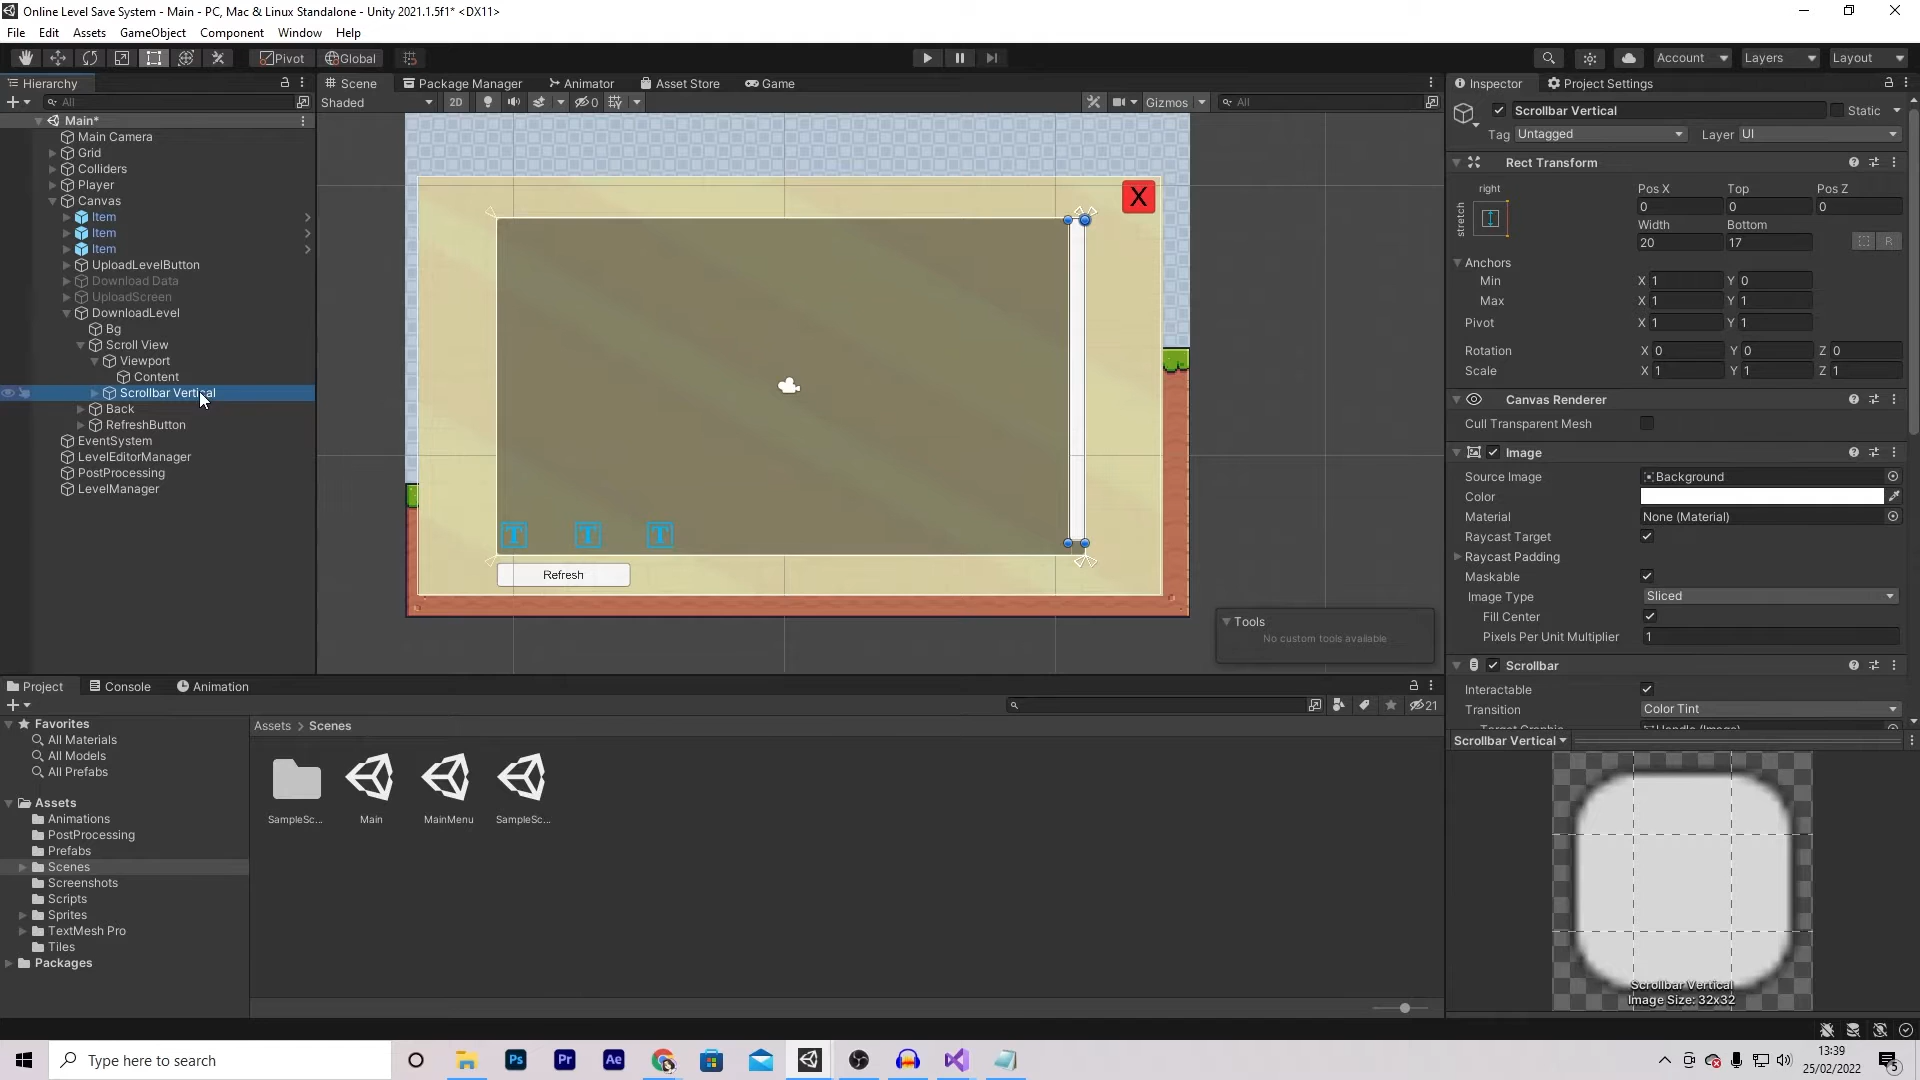 Online Level Save System - Main - PC, Mac & Linux Standalone - Unity 2021.1.5f1* <DX11>
File Edit Assets GameObject Component Window Help
Pivot Global Account Layers Layout
Hierarchy
All
Main*
Main Camera
Grid
Colliders
Player
Canvas
Item
Item
Item
UploadLevelButton
Download Data
UploadScreen
DownloadLevel
Bg
Scroll View
Viewport
Content
Scrollbar Vertical
Back
RefreshButton
EventSystem
LevelEditorManager
PostProcessing
LevelManager
Scene Package Manager Animator Asset Store Game
Shaded 2D 0 Gizmos All
X
T T T
Refresh
Tools
No custom tools available
Inspector Project Settings
Scrollbar Vertical Static
Tag Untagged Layer UI
Rect Transform
right Pos X Top Pos Z
stretch 0 0 0
Width Bottom
20 17 R
Anchors
Min X 1 Y 0
Max X 1 Y 1
Pivot X 1 Y 1
Rotation X 0 Y 0 Z 0
Scale X 1 Y 1 Z 1
Canvas Renderer
Cull Transparent Mesh
Image
Source Image Background
Color
Material None (Material)
Raycast Target
Raycast Padding
Maskable
Image Type Sliced
Fill Center
Pixels Per Unit Multiplier 1
Scrollbar
Interactable
Transition Color Tint
Target Graphic Handle (Image)
Scrollbar Vertical
Scrollbar Vertical
Image Size: 32x32
Project Console Animation
21
Favorites
All Materials
All Models
All Prefabs
Assets
Animations
PostProcessing
Prefabs
Scenes
Screenshots
Scripts
Sprites
TextMesh Pro
Tiles
Packages
Assets > Scenes
SampleSc... Main MainMenu SampleSc...
Type here to search
Ps Pr Ae
13:39
25/02/2022
5